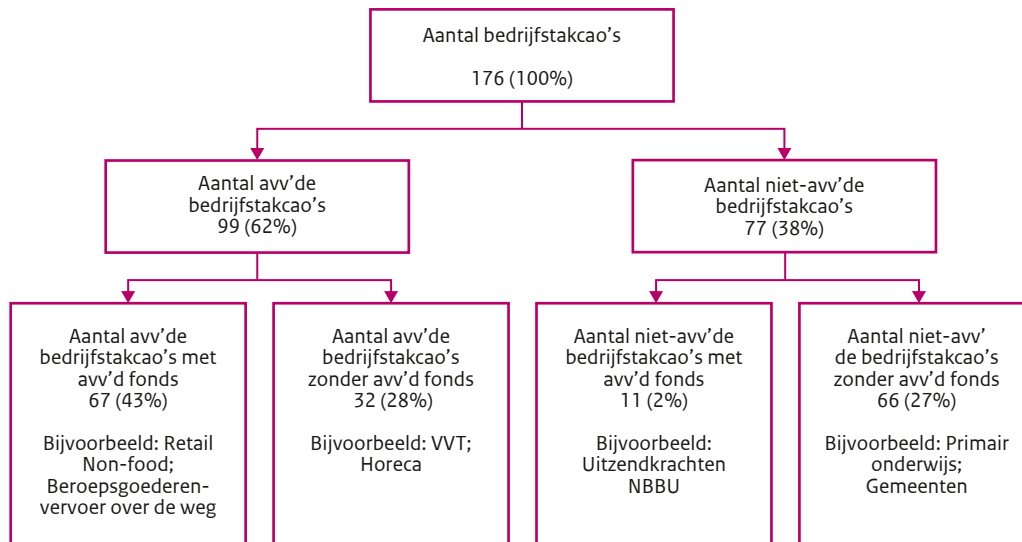 Aantal bedrijfstakcao's
176 (100%)
Aantal avv'de
bedrijfstakcao's
99 (62%)
Aantal niet-avv'de
bedrijfstakcao's
77 (38%)
Aantal avv'de
bedrijfstakcao's met
avv'd fonds
67 (43%)
Bijvoorbeeld: Retail
Non-food;
Beroepsgoederen-
vervoer over de weg
Aantal avv'de
bedrijfstakcao's
zonder avv'd fonds
32 (28%)
Bijvoorbeeld: VVT;
Horeca
Aantal niet-avv'de
bedrijfstakcao's met
avv'd fonds
11 (2%)
Bijvoorbeeld:
Uitzendkrachten
NBBU
Aantal niet-avv'
de bedrijfstakcao's
zonder avv'd fonds
66 (27%)
Bijvoorbeeld: Primair
onderwijs;
Gemeenten